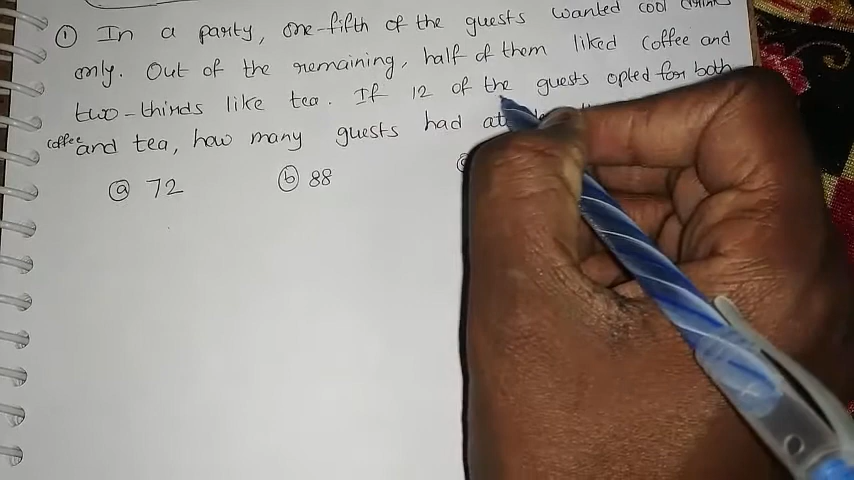 ① In a party, one-fifth of the guests wanted cool drinks
only. Out of the remaining, half of them liked Coffee and
two-thirds like tea. If 12 of the guests opted for both
coffee and tea, how many guests had at
ⓐ 72 ⓑ 88